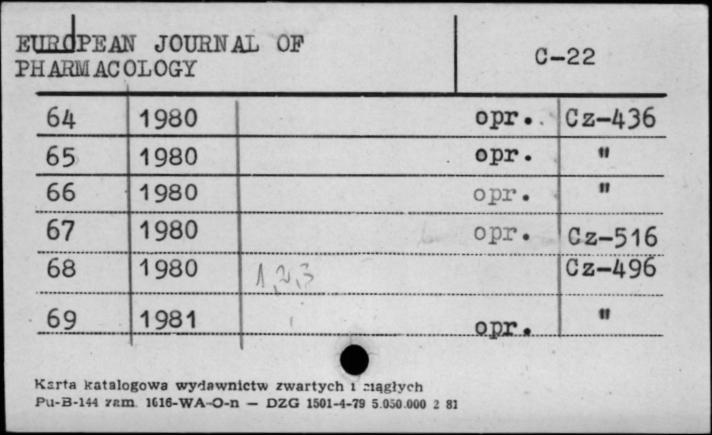 EUROPEAN JOURNAL OF
PHARMACOLOGY
C-22
64 1980 opr. Cz-436
65 1980 opr. "
66 1980 opr. "
67 1980 opr. Cz-516
68 1980 1,2,3 Cz-496
69 1981 opr. "
Karta katalogowa wydawnictw zwartych i ciągłych
Pu-B-144 zam. 1616-WA-O-n — DZG 1501-4-79 5.050.000 2 81